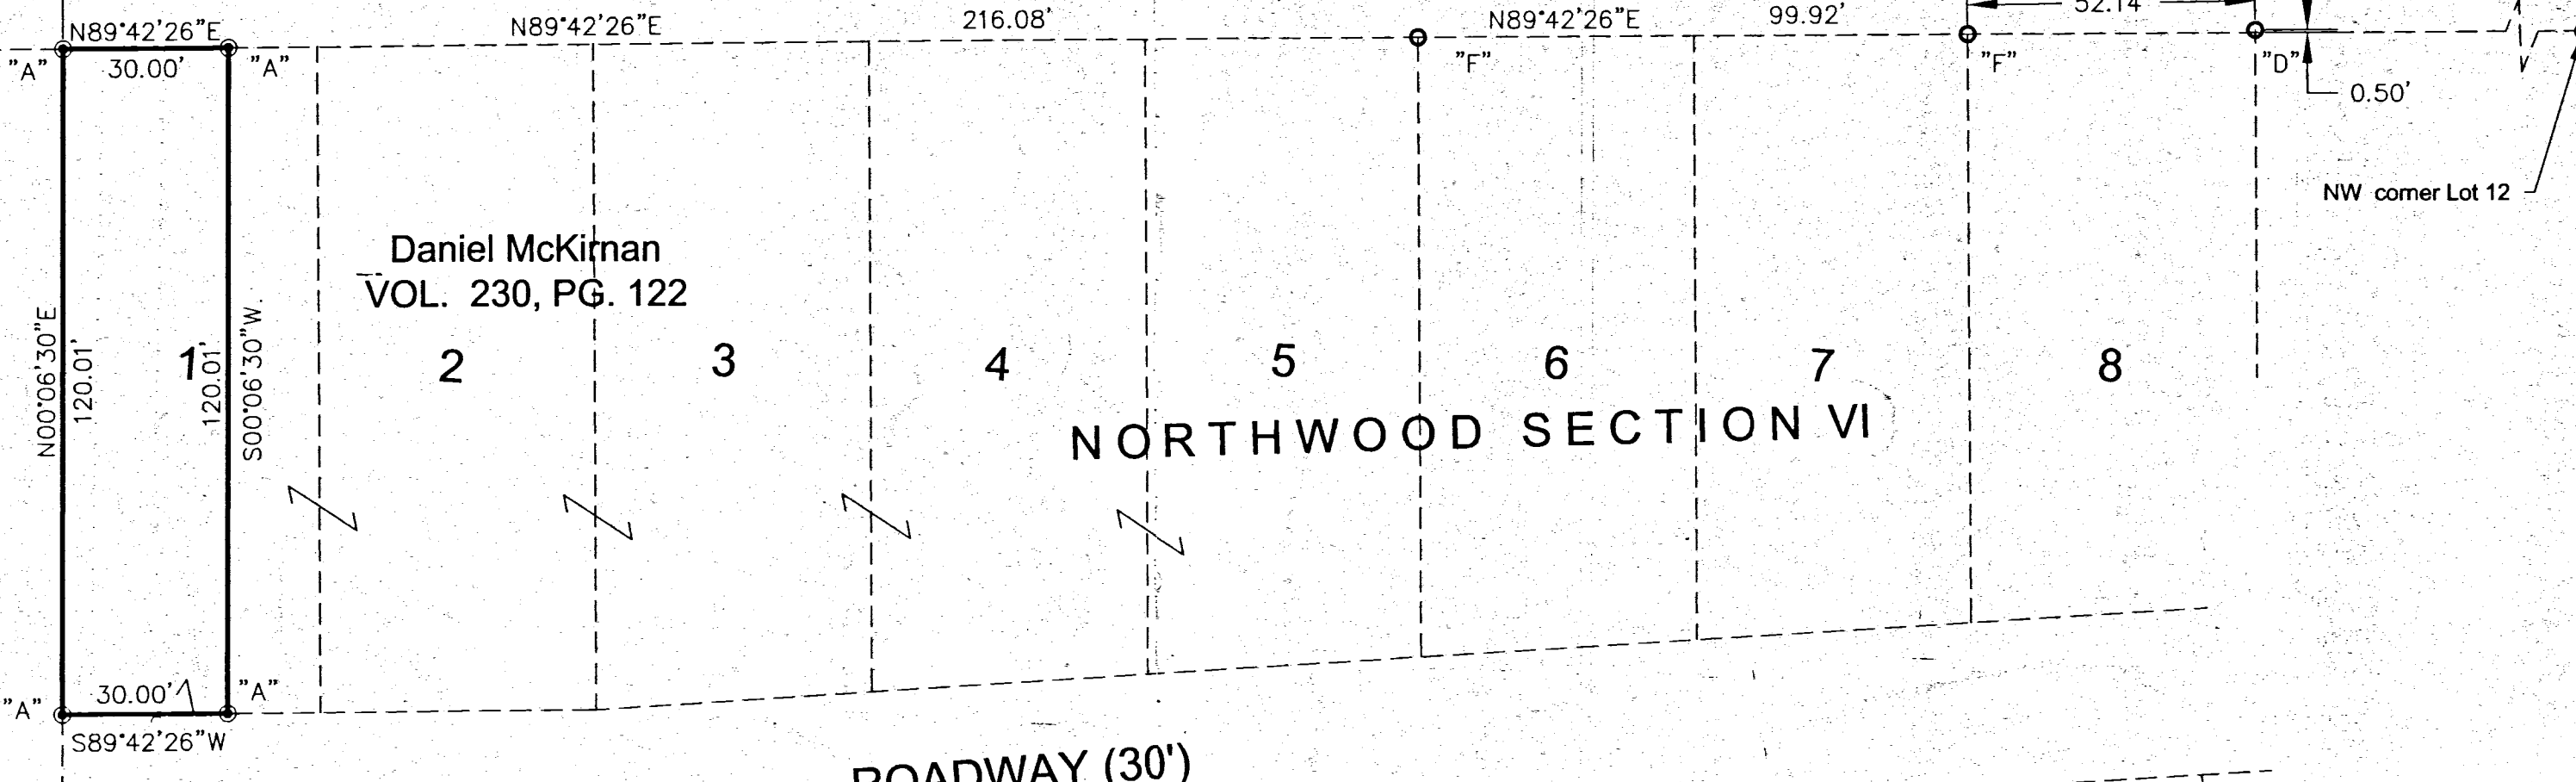 N89°42'26"E
N89°42'26"E
216.08'
N89°42'26"E
99.92'
52.14
"A"
30.00'
"A"
"F"
"F"
"D"
0.50'
NW corner Lot 12
Daniel McKirnan
VOL. 230, PG. 122
N00°06'30"E
120.01'
1
120.01'
S00°06'30"W.
2
3
4
5
6
7
8
NORTHWOOD SECTION VI
"A"
30.00'
"A"
S89°42'26"W
ROADWAY (30')